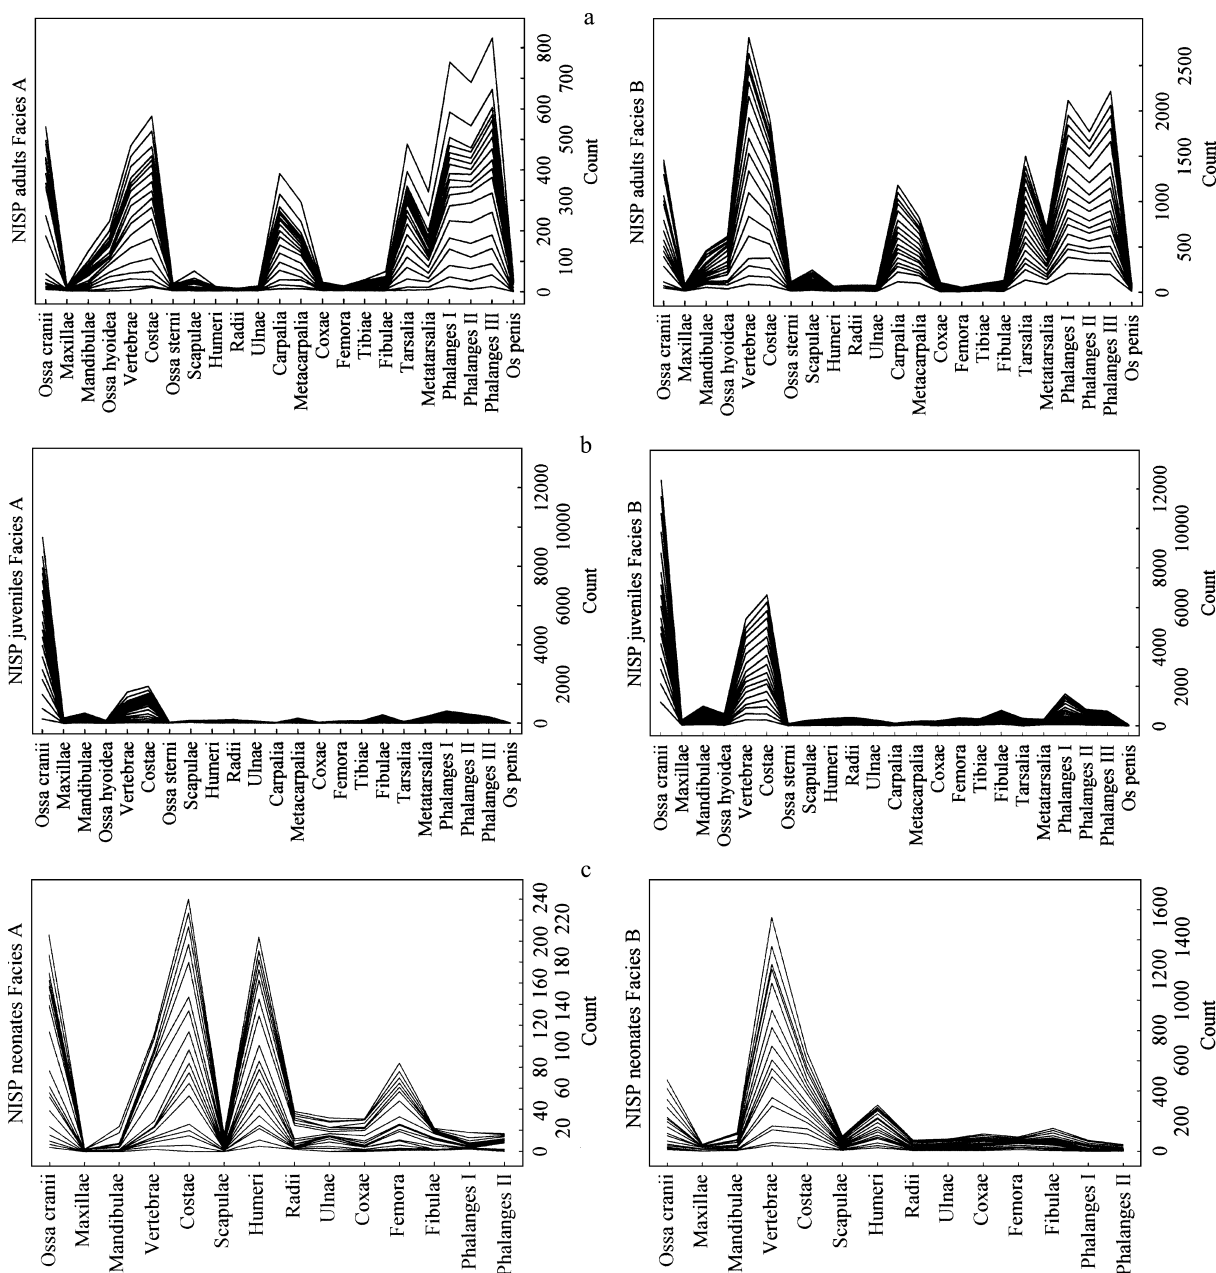 a
NISP adults Facies A
0
100
200
300
400
500
600
700
800
Count
Ossa cranii
Maxillae
Mandibulae
Ossa hyoidea
Vertebrae
Costae
Ossa sterni
Scapulae
Humeri
Radii
Ulnae
Carpalia
Metacarpalia
Coxae
Femora
Tibiae
Fibulae
Tarsalia
Metatarsalia
Phalanges I
Phalanges II
Phalanges III
Os penis
NISP adults Facies B
0
500
1000
1500
2000
2500
Count
Ossa cranii
Maxillae
Mandibulae
Ossa hyoidea
Vertebrae
Costae
Ossa sterni
Scapulae
Humeri
Radii
Ulnae
Carpalia
Metacarpalia
Coxae
Femora
Tibiae
Fibulae
Tarsalia
Metatarsalia
Phalanges I
Phalanges II
Phalanges III
Os penis
b
NISP juveniles Facies A
0
2000
4000
6000
8000
10000
12000
Count
Ossa cranii
Maxillae
Mandibulae
Ossa hyoidea
Vertebrae
Costae
Ossa sterni
Scapulae
Humeri
Radii
Ulnae
Carpalia
Metacarpalia
Coxae
Femora
Tibiae
Fibulae
Tarsalia
Metatarsalia
Phalanges I
Phalanges II
Phalanges III
Os penis
NISP juveniles Facies B
0
2000
4000
6000
8000
10000
12000
Count
Ossa cranii
Maxillae
Mandibulae
Ossa hyoidea
Vertebrae
Costae
Ossa sterni
Scapulae
Humeri
Radii
Ulnae
Carpalia
Metacarpalia
Coxae
Femora
Tibiae
Fibulae
Tarsalia
Metatarsalia
Phalanges I
Phalanges II
Phalanges III
Os penis
c
NISP neonates Facies A
0
20
40
60
80
100
120
140
160
180
200
220
240
Count
Ossa cranii
Maxillae
Mandibulae
Vertebrae
Costae
Scapulae
Humeri
Radii
Ulnae
Coxae
Femora
Fibulae
Phalanges I
Phalanges II
NISP neonates Facies B
0
200
400
600
800
1000
1200
1400
1600
Count
Ossa cranii
Maxillae
Mandibulae
Vertebrae
Costae
Scapulae
Humeri
Radii
Ulnae
Coxae
Femora
Fibulae
Phalanges I
Phalanges II